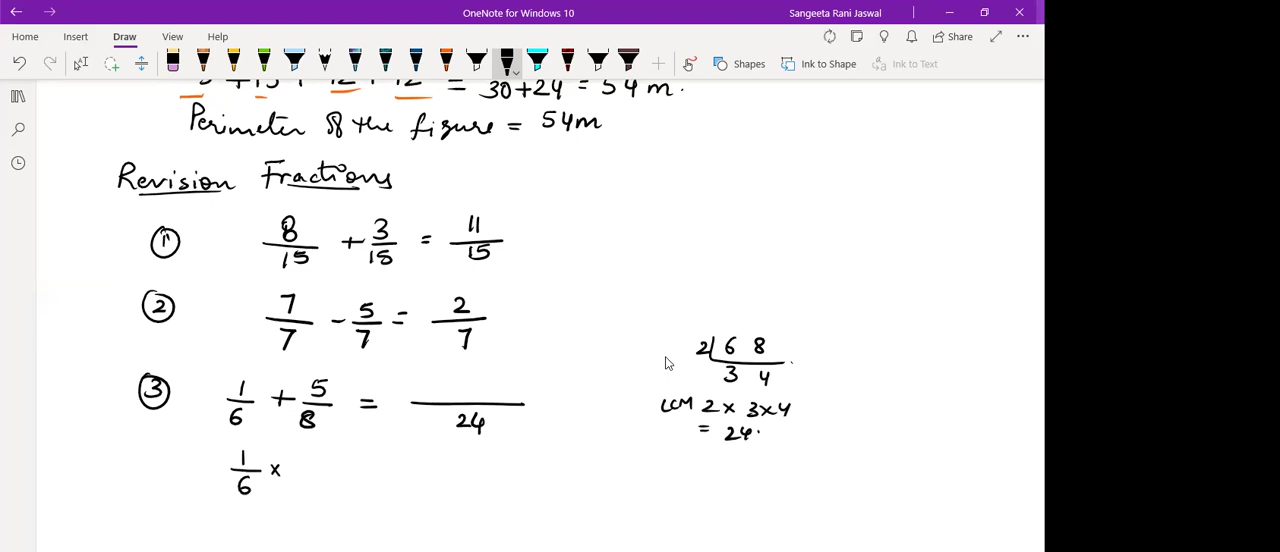 OneNote for Windows 10
Sangeeta Rani Jaswal
Home Insert Draw View Help
Share
Shapes Ink to Shape Ink to Text
= 30+24 = 54 m.
Perimeter of the figure = 54m
Revision Fractions
① 8/15 + 3/15 = 11/15
② 7/7 - 5/7 = 2/7
③ 1/6 + 5/8 = /24
1/6 ×
2 6 8
3 4
LCM 2 × 3 × 4
= 24.